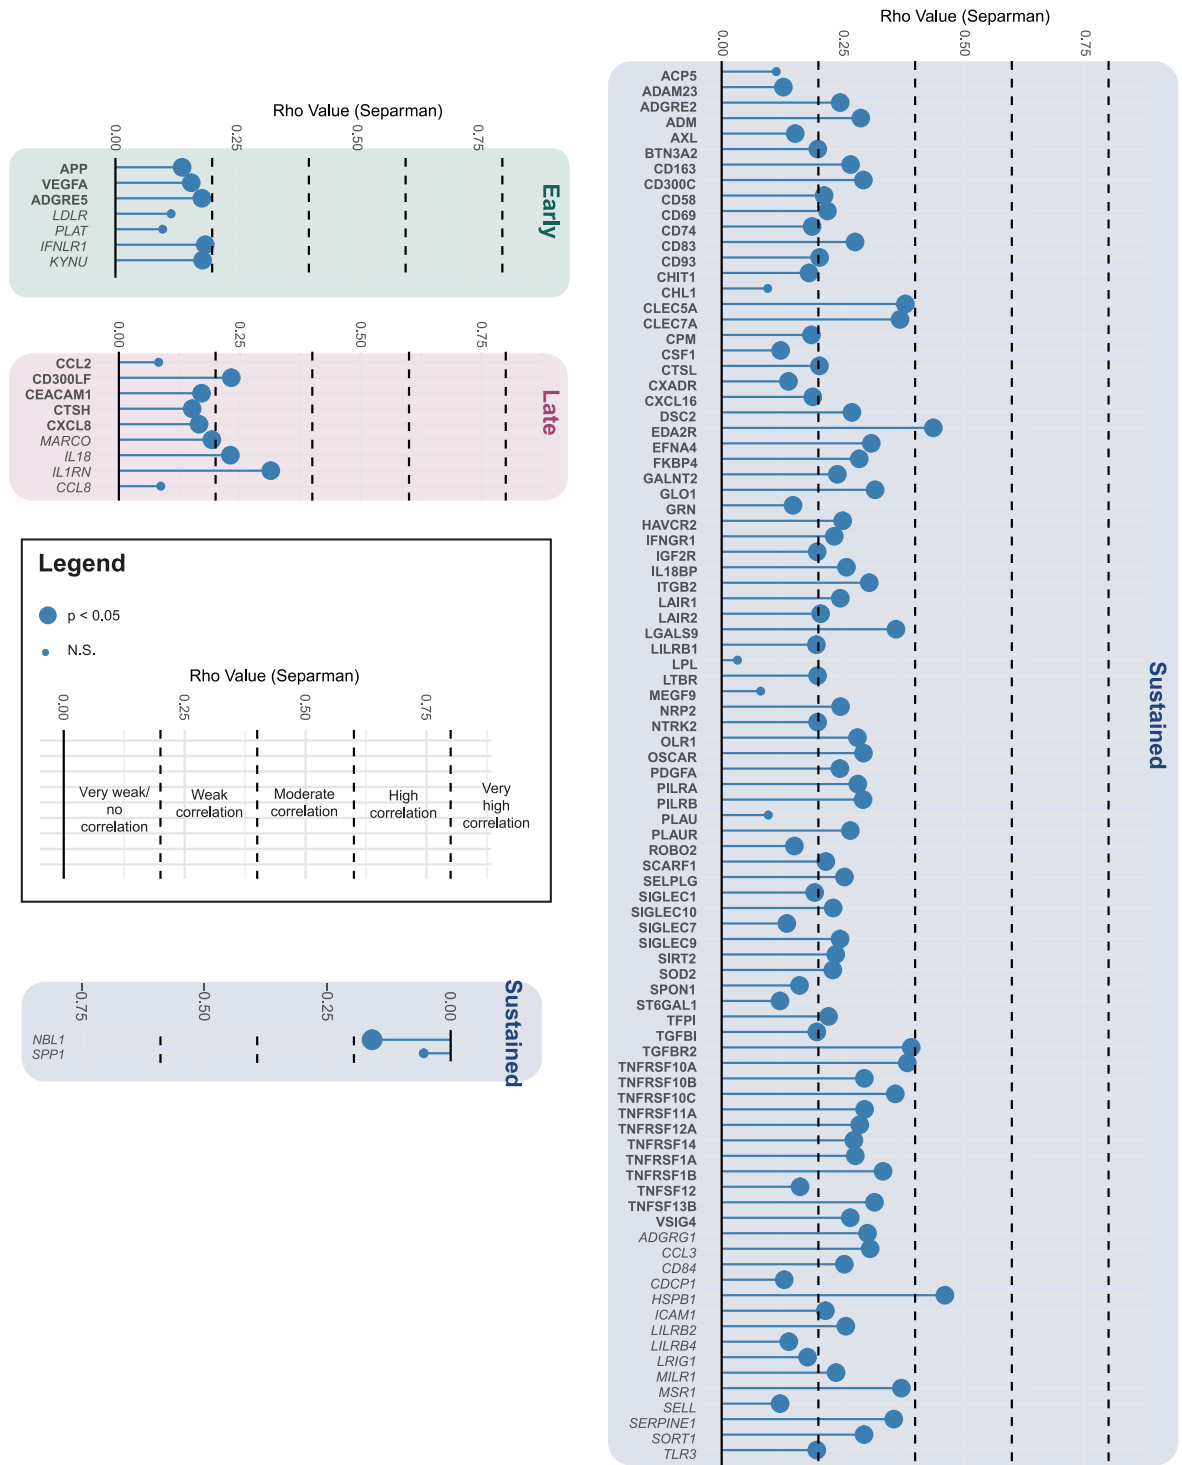 Rho Value (Separman)
0.00
0.25
0.50
0.75
APP
VEGFA
ADGRE5
LDLR
PLAT
IFNLR1
KYNU
Early
0.00
0.25
0.50
0.75
CCL2
CD300LF
CEACAM1
CTSH
CXCL8
MARCO
IL18
IL1RN
CCL8
Late
Legend
p < 0.05
N.S.
Rho Value (Separman)
0.00
0.25
0.50
0.75
Very weak/
no
correlation
Weak
correlation
Moderate
correlation
High
correlation
Very
high
correlation
-0.75
-0.50
-0.25
0.00
NBL1
SPP1
Sustained
Rho Value (Separman)
0.00
0.25
0.50
0.75
ACP5
ADAM23
ADGRE2
ADM
AXL
BTN3A2
CD163
CD300C
CD58
CD69
CD74
CD83
CD93
CHIT1
CHL1
CLEC5A
CLEC7A
CPM
CSF1
CTSL
CXADR
CXCL16
DSC2
EDA2R
EFNA4
FKBP4
GALNT2
GLO1
GRN
HAVCR2
IFNGR1
IGF2R
IL18BP
ITGB2
LAIR1
LAIR2
LGALS9
LILRB1
LPL
LTBR
MEGF9
NRP2
NTRK2
OLR1
OSCAR
PDGFA
PILRA
PILRB
PLAU
PLAUR
ROBO2
SCARF1
SELPLG
SIGLEC1
SIGLEC10
SIGLEC7
SIGLEC9
SIRT2
SOD2
SPON1
ST6GAL1
TFPI
TGFBI
TGFBR2
TNFRSF10A
TNFRSF10B
TNFRSF10C
TNFRSF11A
TNFRSF12A
TNFRSF14
TNFRSF1A
TNFRSF1B
TNFSF12
TNFSF13B
VSIG4
ADGRG1
CCL3
CD84
CDCP1
HSPB1
ICAM1
LILRB2
LILRB4
LRIG1
MILR1
MSR1
SELL
SERPINE1
SORT1
TLR3
Sustained